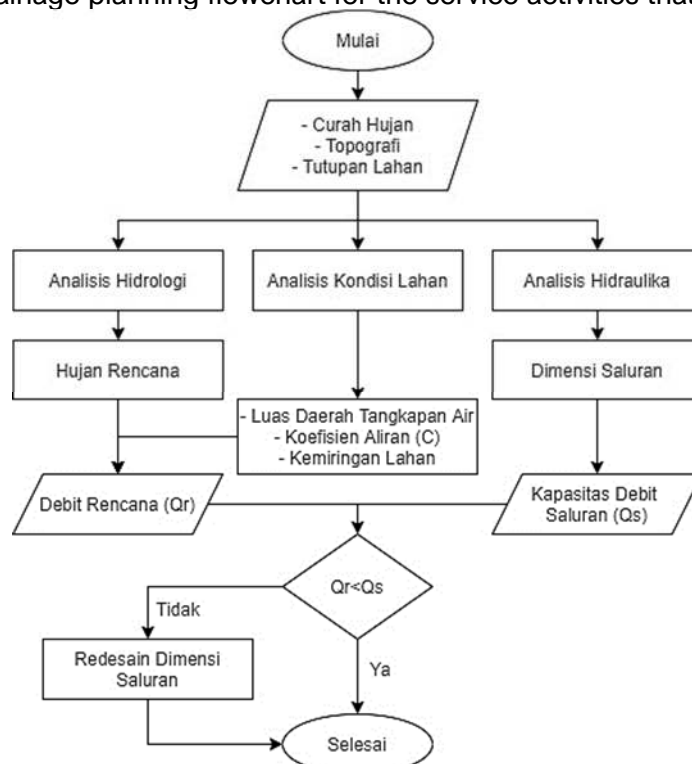 planning flowchart for the service activities
Mulai
- Curah Hujan
- Topografi
- Tutupan Lahan
Analisis Hidrologi
Analisis Kondisi Lahan
Analisis Hidraulika
Hujan Rencana
Dimensi Saluran
- Luas Daerah Tangkapan Air
- Koefisien Aliran (C)
- Kemiringan Lahan
Debit Rencana (Qr)
Kapasitas Debit
Saluran (Qs)
Qr<Qs
Tidak
Redesain Dimensi
Saluran
Ya
Selesai